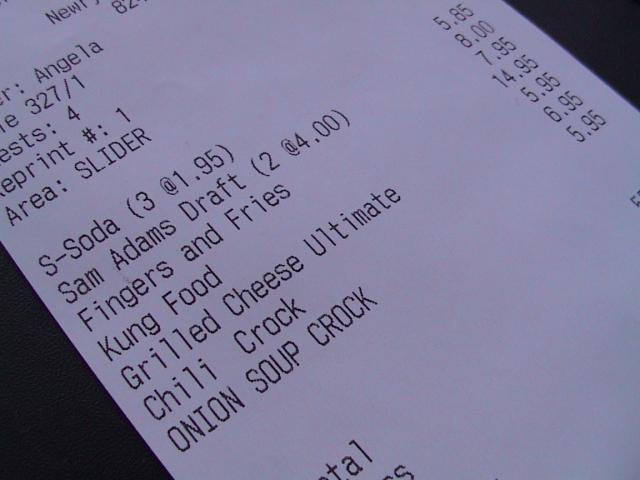 Angela
327/1
4
Reprint #: 1
Area: SLIDER
S-Soda (3 @1.95) 5.85
Sam Adams Draft (2 @4.00) 8.00
Fingers and Fries 7.95
Kung Food 14.95
Grilled Cheese Ultimate 5.95
Chili Crock 6.95
ONION SOUP CROCK 5.95